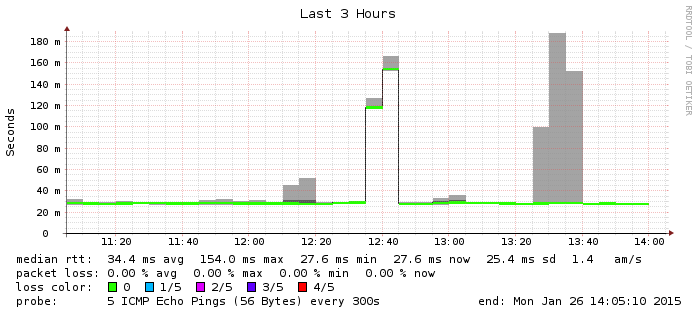 Last 3 Hours
RRDTOOL / TOBI OETIKER
Seconds
180 m
160 m
140 m
120 m
100 m
80 m
60 m
40 m
20 m
0
11:20 11:40 12:00 12:20 12:40 13:00 13:20 13:40 14:00
median rtt: 34.4 ms avg 154.0 ms max 27.6 ms min 27.6 ms now 25.4 ms sd 1.4 am/s
packet loss: 0.00 % avg 0.00 % max 0.00 % min 0.00 % now
loss color: 0 1/5 2/5 3/5 4/5
probe: 5 ICMP Echo Pings (56 Bytes) every 300s end: Mon Jan 26 14:05:10 2015